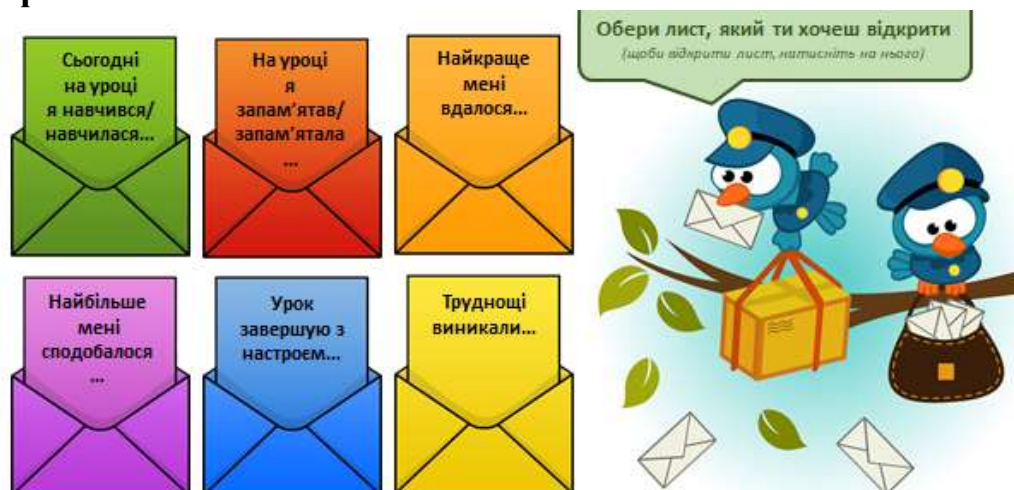 Сьогодні
на уроці
я навчився/
навчилася...
На уроці
я
запам’ятав/
запам’ятала
...
Найкраще
мені
вдалося...
Обери лист, який ти хочеш відкрити
(щоби відкрити лист, натисніть на нього)
Найбільше
мені
сподобалося
...
Урок
завершую з
настроєм...
Труднощі
виникали...